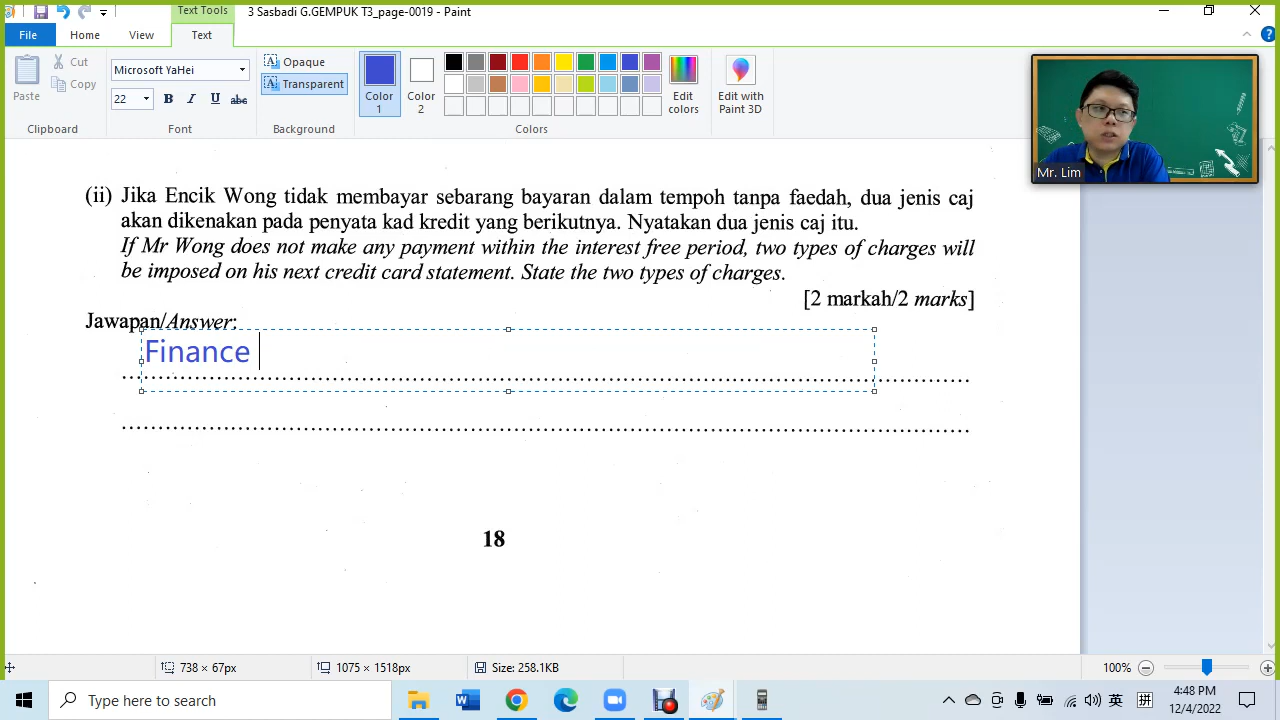 Text Tools
3 Sasbadi G.GEMPUK T3_page-0019 - Paint
File
Home
View
Text
Paste
Cut
Copy
Clipboard
Microsoft YaHei
22
B
I
U
abc
Font
Opaque
Transparent
Background
Color
1
Color
2
Edit
colors
Colors
Edit with
Paint 3D
Mr. Lim
(ii) Jika Encik Wong tidak membayar sebarang bayaran dalam tempoh tanpa faedah, dua jenis caj
akan dikenakan pada penyata kad kredit yang berikutnya. Nyatakan dua jenis caj itu.
If Mr Wong does not make any payment within the interest free period, two types of charges will
be imposed on his next credit card statement. State the two types of charges.
[2 markah/2 marks]
Jawapan/Answer:
Finance
18
738 × 67px
1075 × 1518px
Size: 258.1KB
100%
Type here to search
英
拼
4:48 PM
12/4/2022